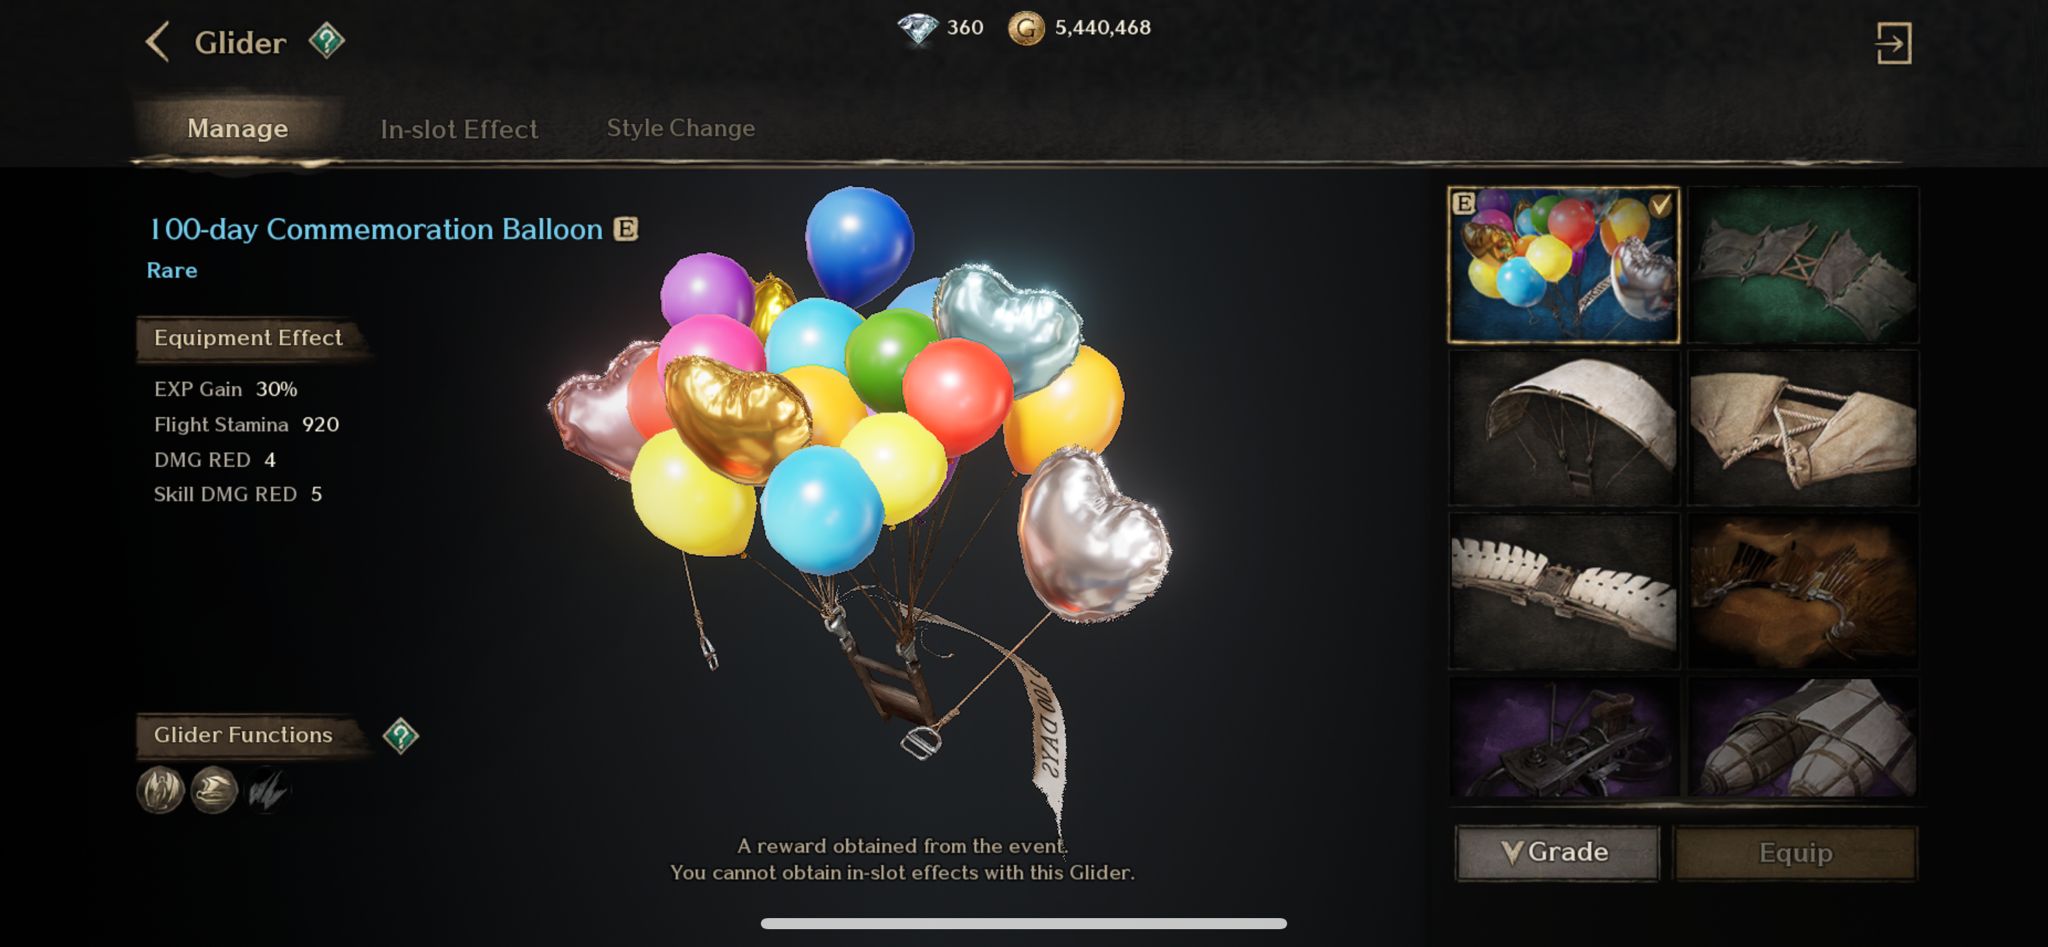 Glider
360
5,440,468
Manage
In-slot Effect
Style Change
100-day Commemoration Balloon E
Rare
Equipment Effect
EXP Gain 30%
Flight Stamina 920
DMG RED 4
Skill DMG RED 5
Glider Functions
100 DAYS
A reward obtained from the event.
You cannot obtain in-slot effects with this Glider.
E
Grade
Equip